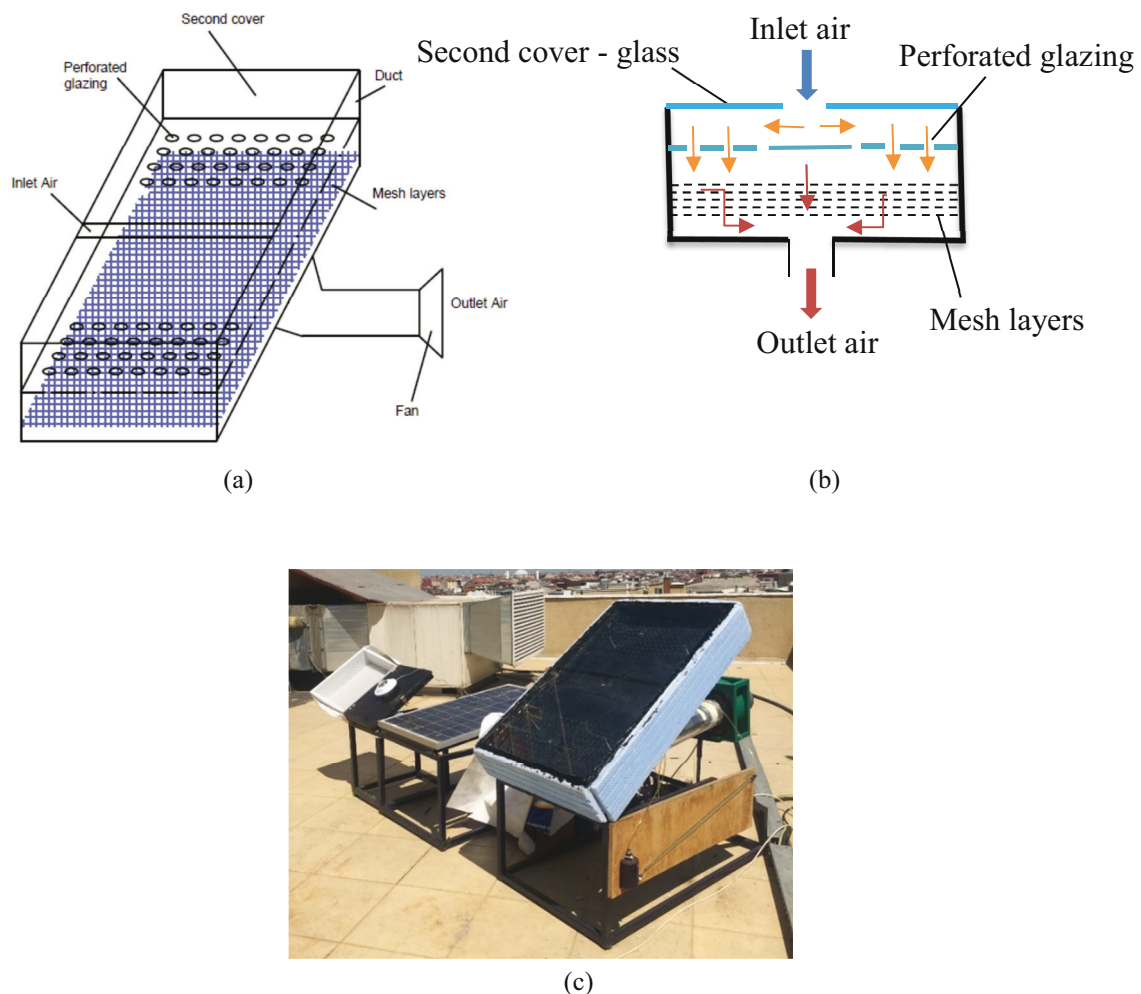 Second cover
Perforated
glazing
Duct
Inlet Air
Mesh layers
Outlet Air
Fan
(a)
Inlet air
Second cover - glass
Perforated glazing
Mesh layers
Outlet air
(b)
(c)